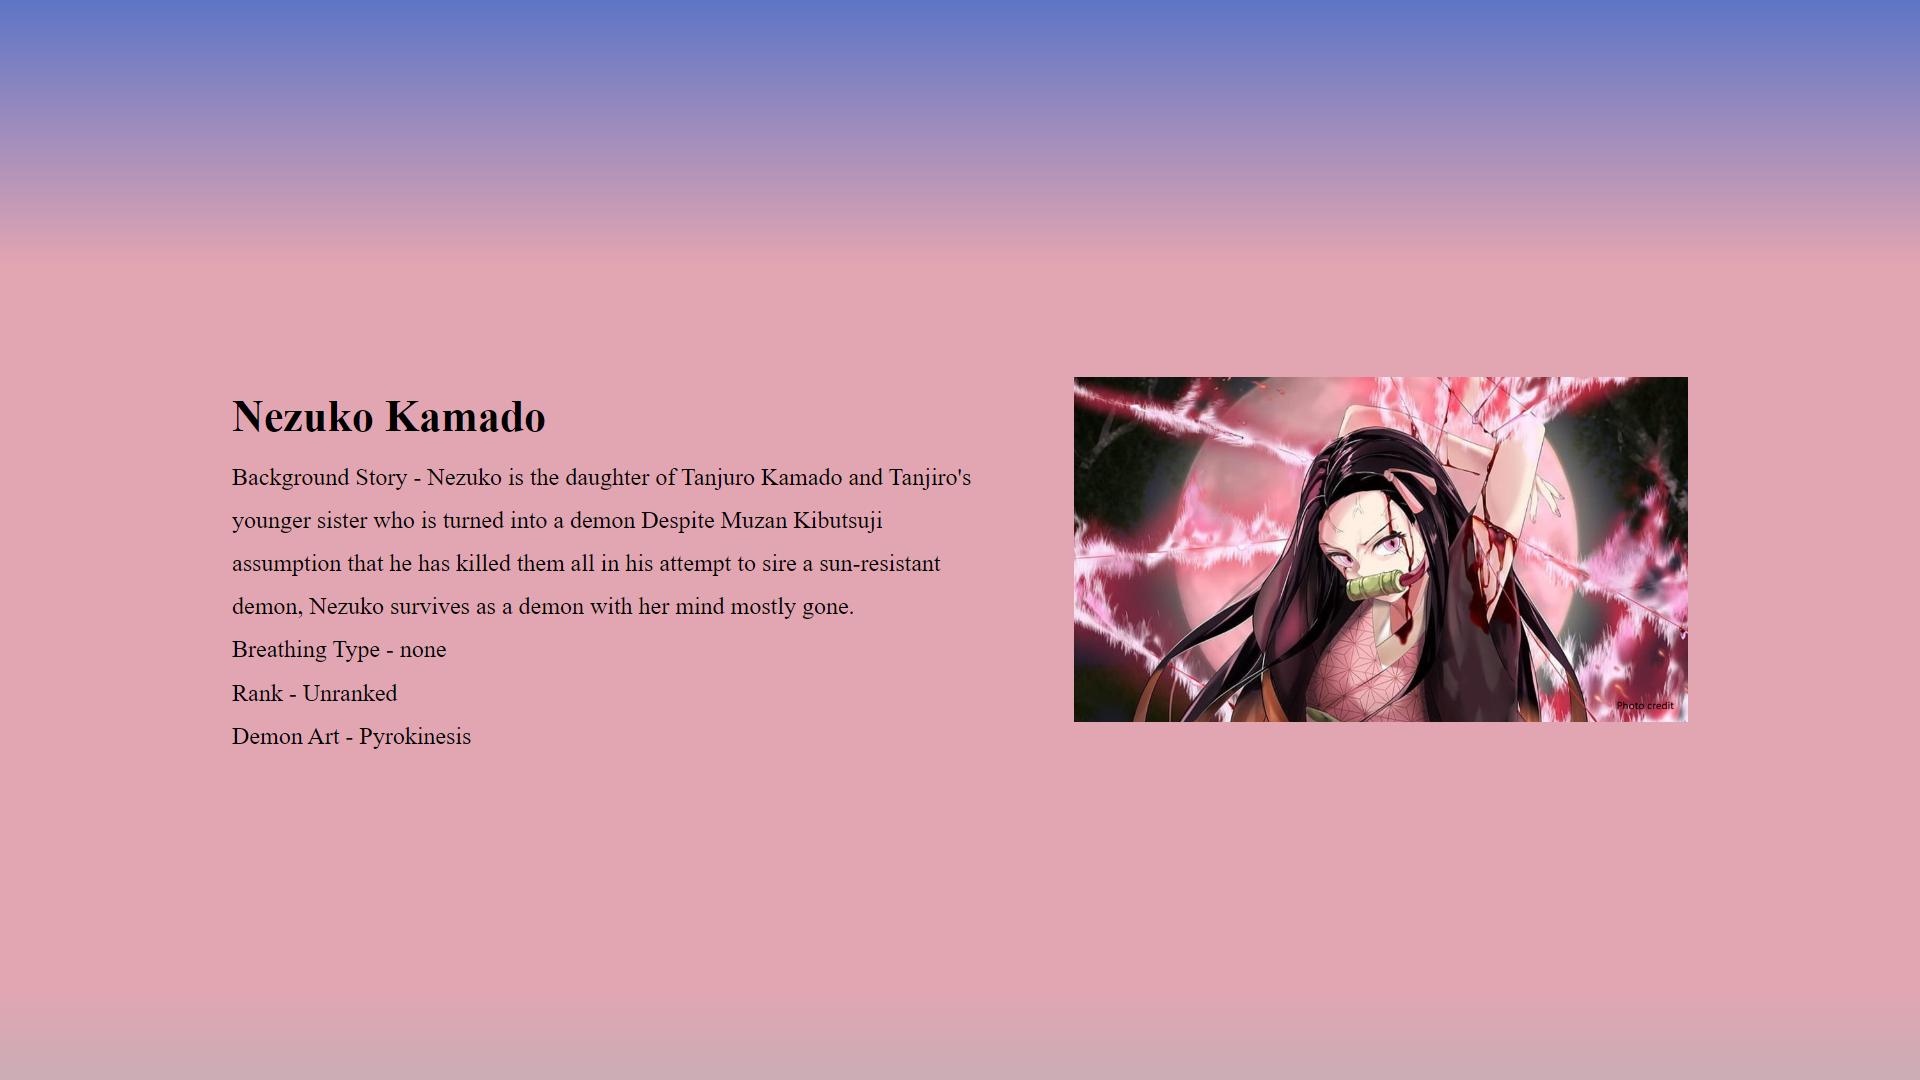 Nezuko Kamado
Background Story - Nezuko is the daughter of Tanjuro Kamado and Tanjiro's
younger sister who is turned into a demon Despite Muzan Kibutsuji
assumption that he has killed them all in his attempt to sire a sun-resistant
demon, Nezuko survives as a demon with her mind mostly gone.
Breathing Type - none
Rank - Unranked
Demon Art - Pyrokinesis
Photo credit